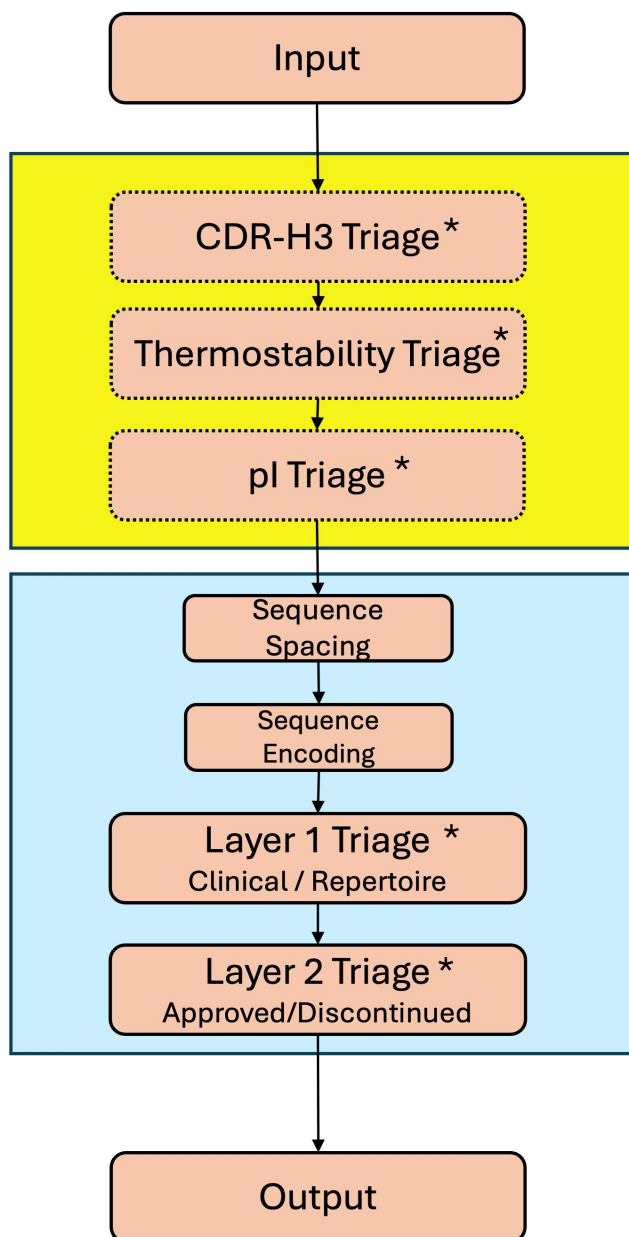 Input
CDR-H3 Triage*
Thermostability Triage*
pI Triage *
Sequence
Spacing
Sequence
Encoding
Layer 1 Triage *
Clinical / Repertoire
Layer 2 Triage *
Approved/Discontinued
Output